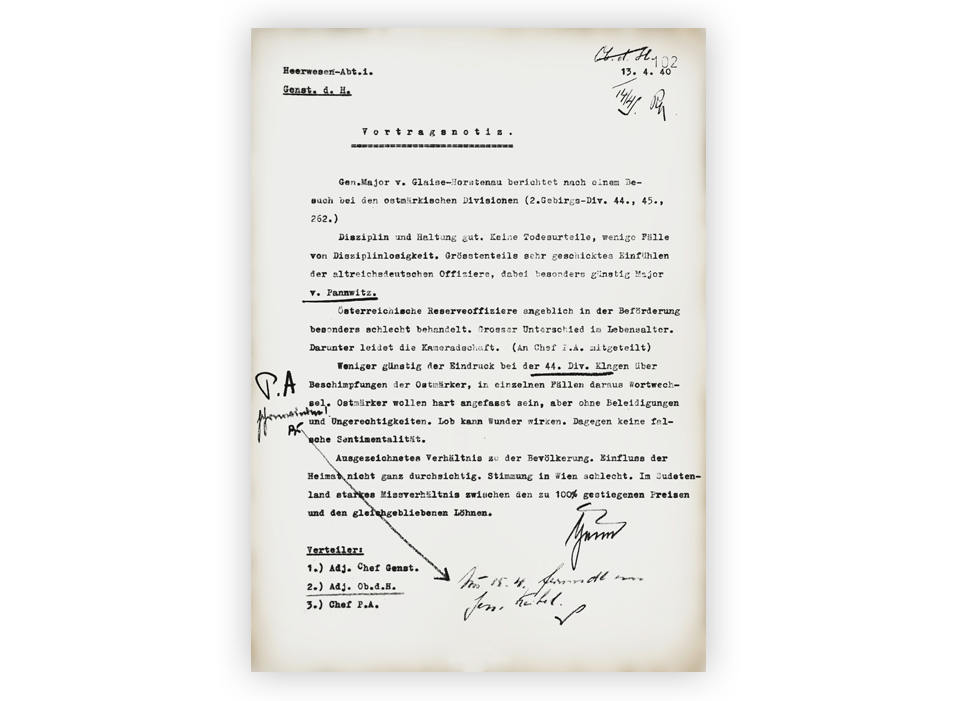 Ob.d.H.
102
Heerwesen-Abt.i.
13. 4. 40
Genst. d. H.
14/4.
Vortragsnotiz.
Gen.Major v. Glaise-Horstenau berichtet nach einem Be-
such bei den ostmärkischen Divisionen (2.Gebirgs-Div. 44., 45.,
262.)
Disziplin und Haltung gut. Keine Todesurteile, wenige Fälle
von Disziplinlosigkeit. Grösstenteils sehr geschicktes Einfühlen
der altreichsdeutschen Offiziere, dabei besonders günstig Major
v. Pannwitz.
Österreichische Reserveoffiziere angeblich in der Beförderung
besonders schlecht behandelt. Grosser Unterschied im Lebensalter.
Darunter leidet die Kameradschaft. (An Chef P.A. mitgeteilt)
Weniger günstig der Eindruck bei der 44. Div. Klagen über
P.A
Beschimpfungen der Ostmärker, in einzelnen Fällen daraus Wortwech-
sel. Ostmärker wollen hart angefasst sein, aber ohne Beleidigungen
und Ungerechtigkeiten. Lob kann Wunder wirken. Dagegen keine fal-
sche Sentimentalität.
Ausgezeichnetes Verhältnis zu der Bevölkerung. Einfluss der
Heimat nicht ganz durchsichtig. Stimmung in Wien schlecht. Im Sudeten-
land starkes Missverhältnis zwischen den zu 100% gestiegenen Preisen
und den gleichgebliebenen Löhnen.
Verteiler:
1.) Adj. Chef Genst.
2.) Adj. Ob.d.H.
3.) Chef P.A.